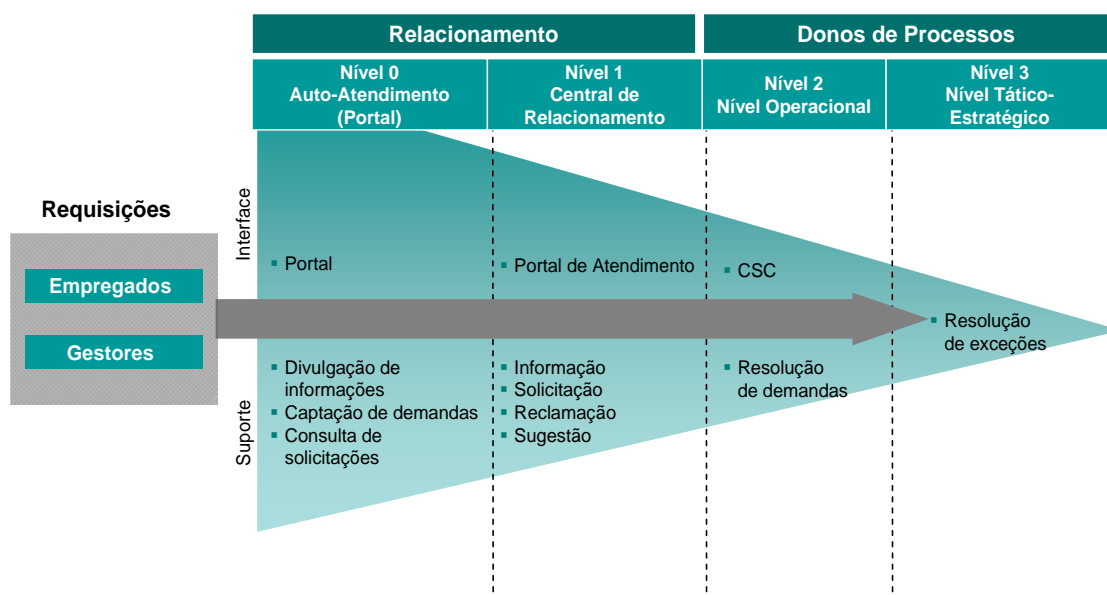 Relacionamento
Donos de Processos
Nível 0
Auto-Atendimento
(Portal)
Nível 1
Central de
Relacionamento
Nível 2
Nível Operacional
Nível 3
Nível Tático-
Estratégico
Requisições
Empregados
Gestores
Interface
▪ Portal
▪ Portal de Atendimento
▪ CSC
▪ Resolução
de exceções
Suporte
▪ Divulgação de
informações
▪ Captação de demandas
▪ Consulta de
solicitações
▪ Informação
▪ Solicitação
▪ Reclamação
▪ Sugestão
▪ Resolução
de demandas